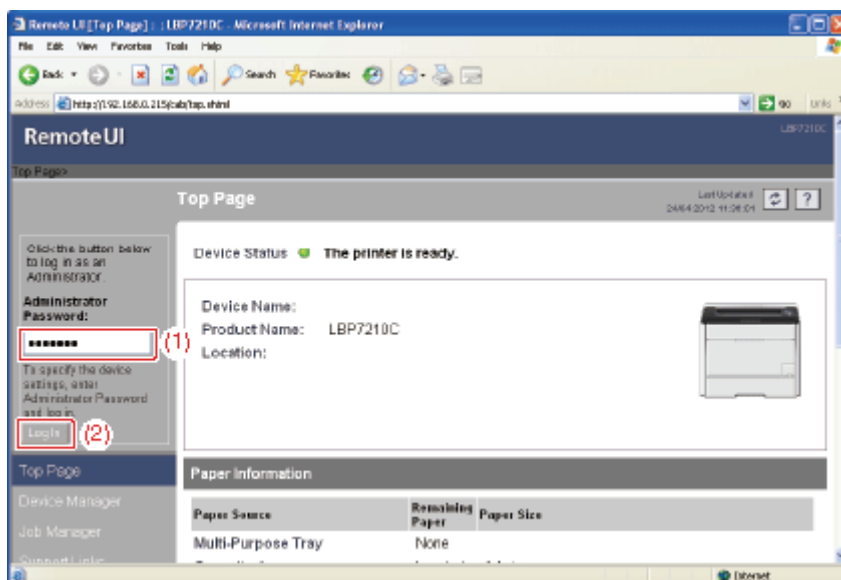 Remote UI [Top Page] : : LBP7210C - Microsoft Internet Explorer
File Edit View Favorites Tools Help
Back Search Favorites
Address http://192.168.0.215/cab/top.shtml Go Links
Remote UI
LBP7210C
Top Page>
Top Page
Last Updated
24/04/2012 11:36:01
?
Click the button below
to log in as an
Administrator.
Administrator
Password:
•••••••
(1)
To specify the device
settings, enter
Administrator Password
and log in.
Log In
(2)
Device Status The printer is ready.
Device Name:
Product Name: LBP7210C
Location:
Top Page
Device Manager
Job Manager
Support Links
Paper Information
Paper Source Remaining Paper Paper Size
Multi-Purpose Tray None
Internet